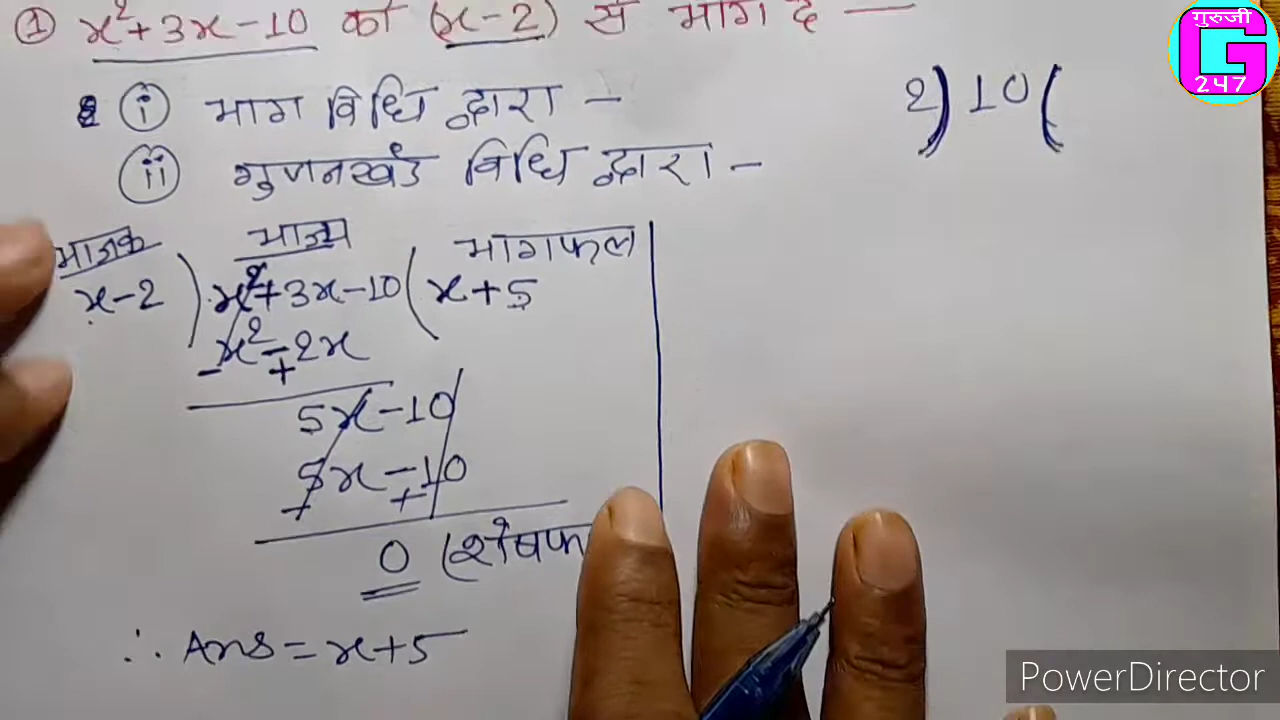 ① x²+3x-10 को (x-2) से भाग दे —
(i) भाग विधि द्वारा -
(ii) गुणनखंड विधि द्वारा -
2) 10 (
भाजक भाज्य भागफल
x-2 ) x²+3x-10 ( x+5
x²-2x
- +
5x-10
5x-10
- +
0 (शेषफ
∴ Ans = x+5
गुरुजी
G
247
PowerDirector